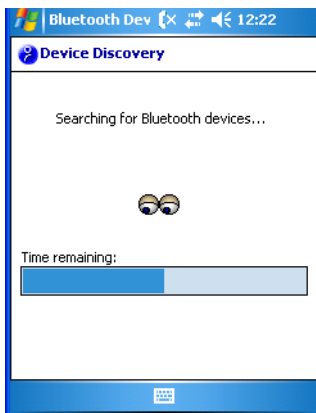 Bluetooth Dev 12:22
Device Discovery
Searching for Bluetooth devices...
Time remaining: